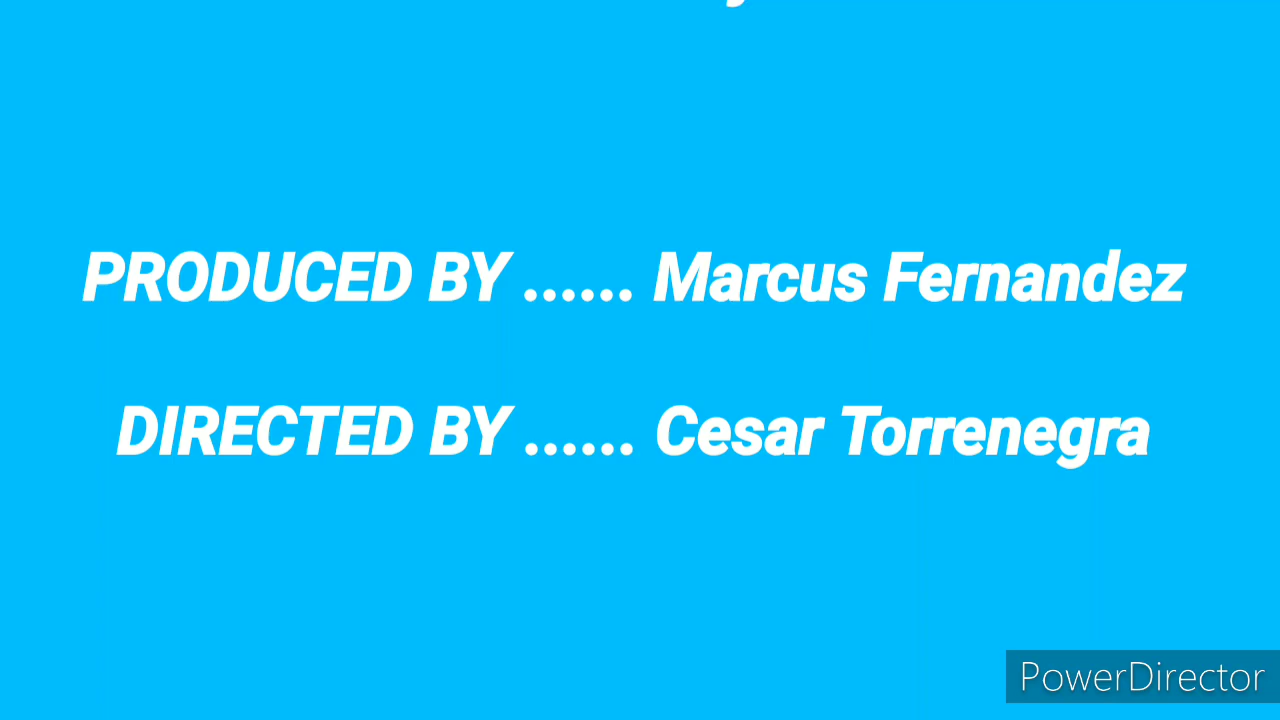 PRODUCED BY ...... Marcus Fernandez
DIRECTED BY ...... Cesar Torrenegra
PowerDirector